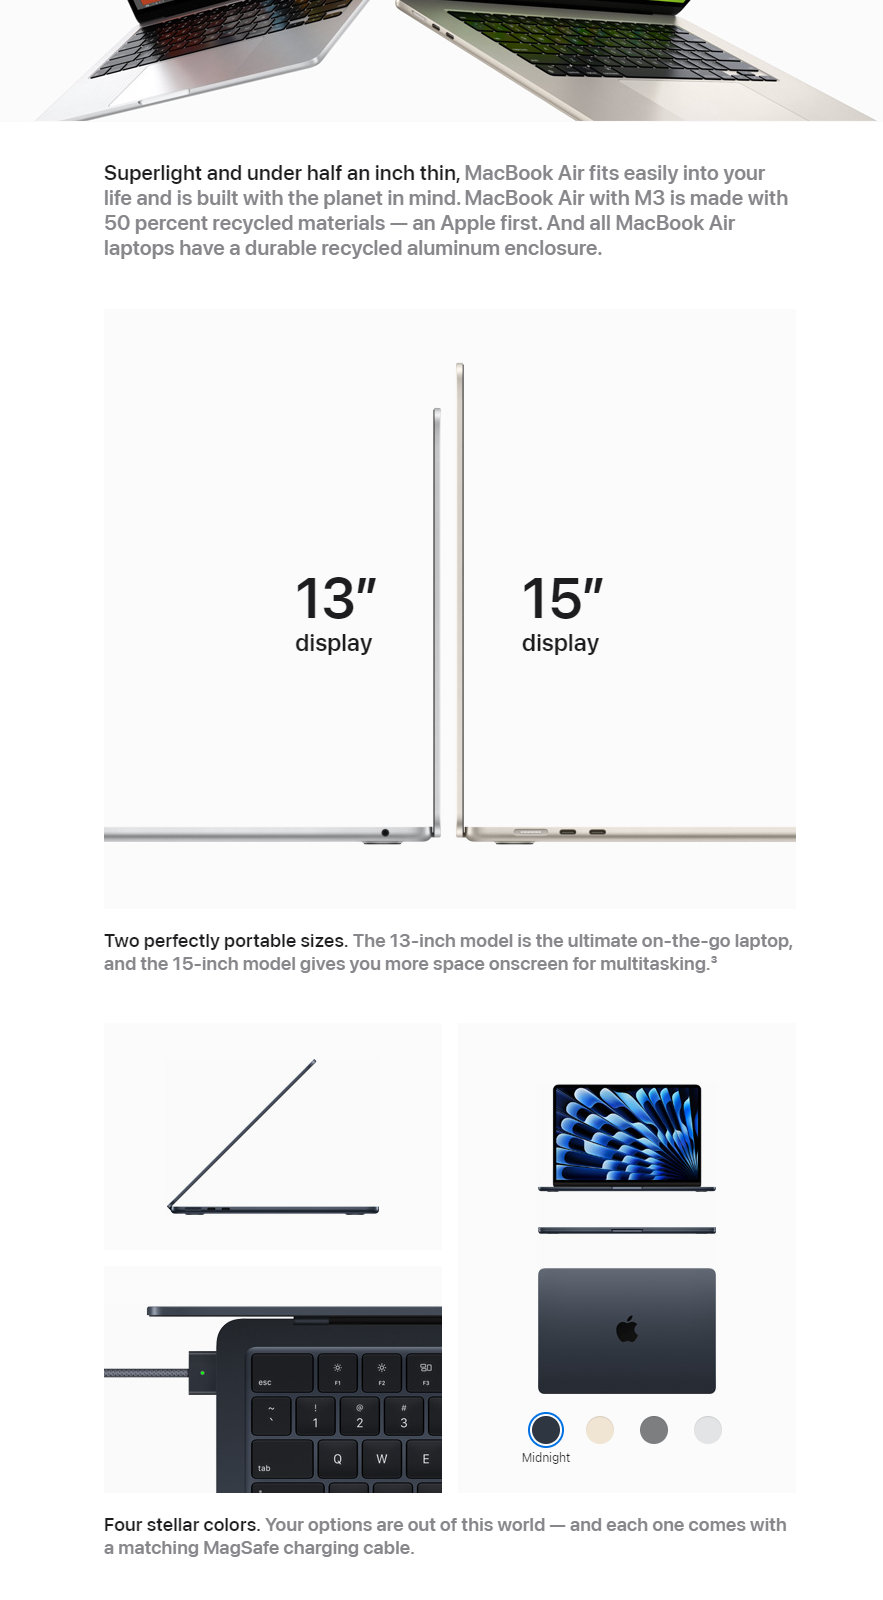 Superlight and under half an inch thin, MacBook Air fits easily into your
life and is built with the planet in mind. MacBook Air with M3 is made with
50 percent recycled materials — an Apple first. And all MacBook Air
laptops have a durable recycled aluminum enclosure.
13″
display
15″
display
Two perfectly portable sizes. The 13-inch model is the ultimate on-the-go laptop,
and the 15-inch model gives you more space onscreen for multitasking.³
esc
F1
F2
F3
~ ! @ #
` 1 2 3
tab
Q W E
Midnight
Four stellar colors. Your options are out of this world — and each one comes with
a matching MagSafe charging cable.